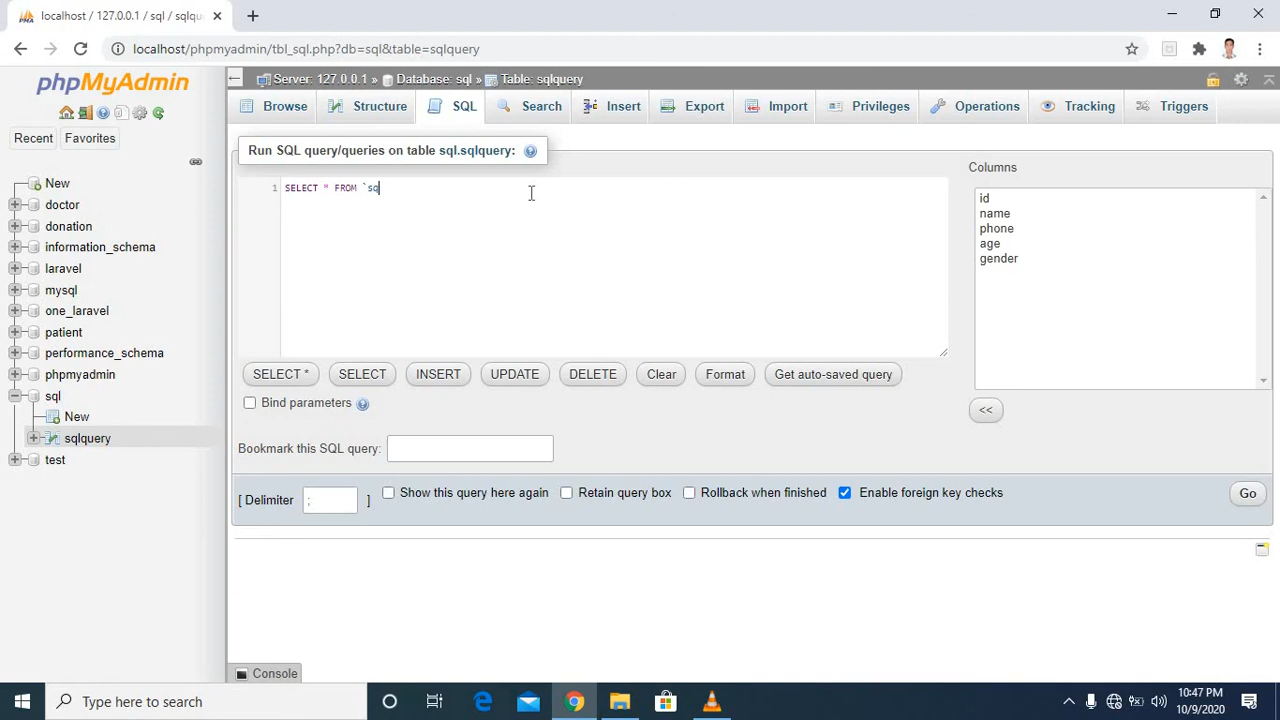 localhost / 127.0.0.1 / sql / sqlqu
localhost/phpmyadmin/tbl_sql.php?db=sql&table=sqlquery
phpMyAdmin
Recent
Favorites
New
doctor
donation
information_schema
laravel
mysql
one_laravel
patient
performance_schema
phpmyadmin
sql
New
sqlquery
test
Server: 127.0.0.1 » Database: sql » Table: sqlquery
Browse
Structure
SQL
Search
Insert
Export
Import
Privileges
Operations
Tracking
Triggers
Run SQL query/queries on table sql.sqlquery:
1 SELECT * FROM `sq
Columns
id
name
phone
age
gender
SELECT *
SELECT
INSERT
UPDATE
DELETE
Clear
Format
Get auto-saved query
<<
Bind parameters
Bookmark this SQL query:
[ Delimiter ; ]
Show this query here again
Retain query box
Rollback when finished
Enable foreign key checks
Go
Console
Type here to search
10:47 PM
10/9/2020